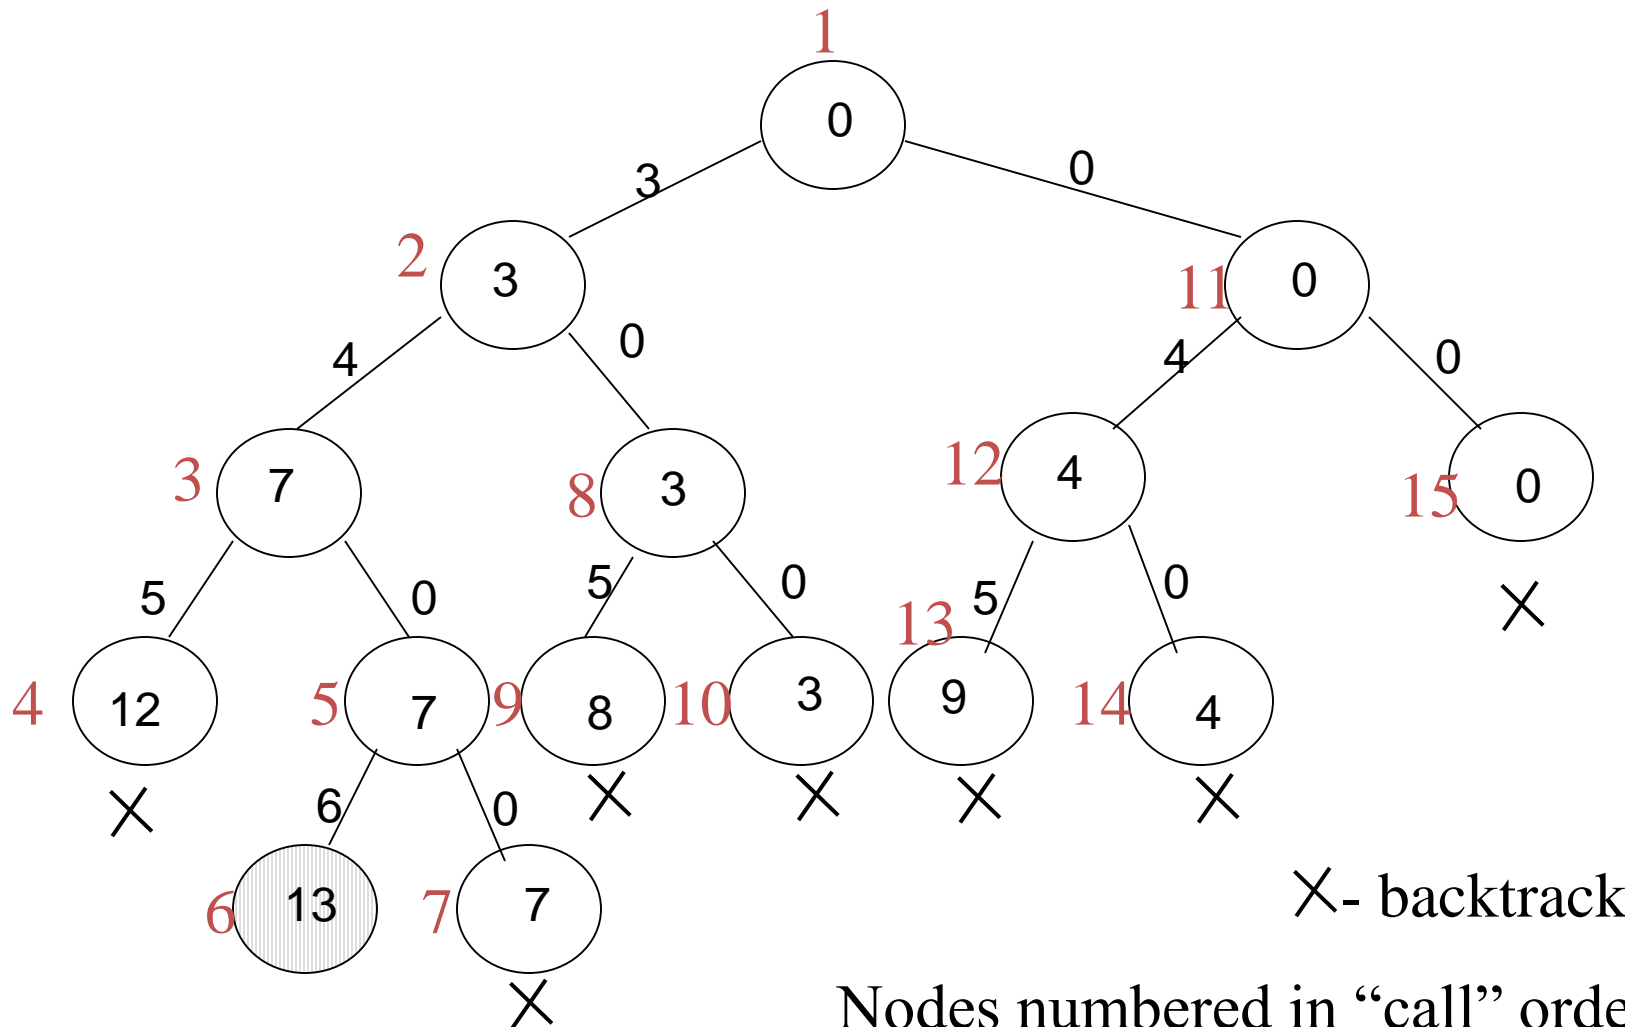 1
0
3 0
2 3 11 0
4 0 4 0
3 7 8 3 12 4 15 0
5 0 5 0 13 5 0
4 12 5 7 9 8 10 3 9 14 4
6 0
6 13 7 7
- backtrack
Nodes numbered in “call” orde